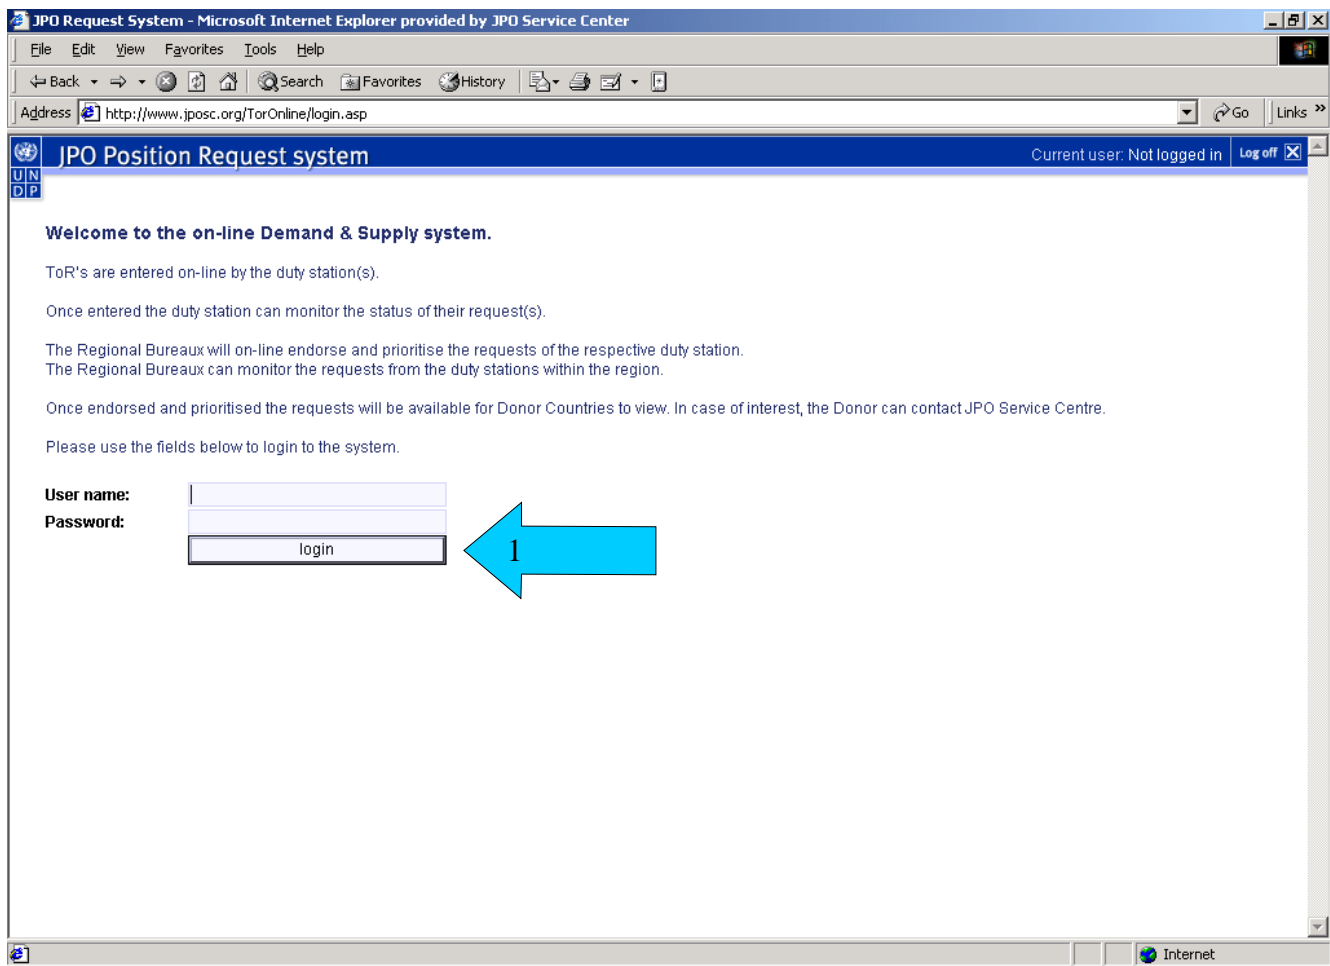 JPO Request System - Microsoft Internet Explorer provided by JPO Service Center
File Edit View Favorites Tools Help
Back Search Favorites History
Address http://www.jposc.org/TorOnline/login.asp Go Links »
JPO Position Request system Current user: Not logged in Log off
UN
DP
Welcome to the on-line Demand & Supply system.
ToR's are entered on-line by the duty station(s).
Once entered the duty station can monitor the status of their request(s).
The Regional Bureaux will on-line endorse and prioritise the requests of the respective duty station.
The Regional Bureaux can monitor the requests from the duty stations within the region.
Once endorsed and prioritised the requests will be available for Donor Countries to view. In case of interest, the Donor can contact JPO Service Centre.
Please use the fields below to login to the system.
User name:
Password:
login 1
Internet